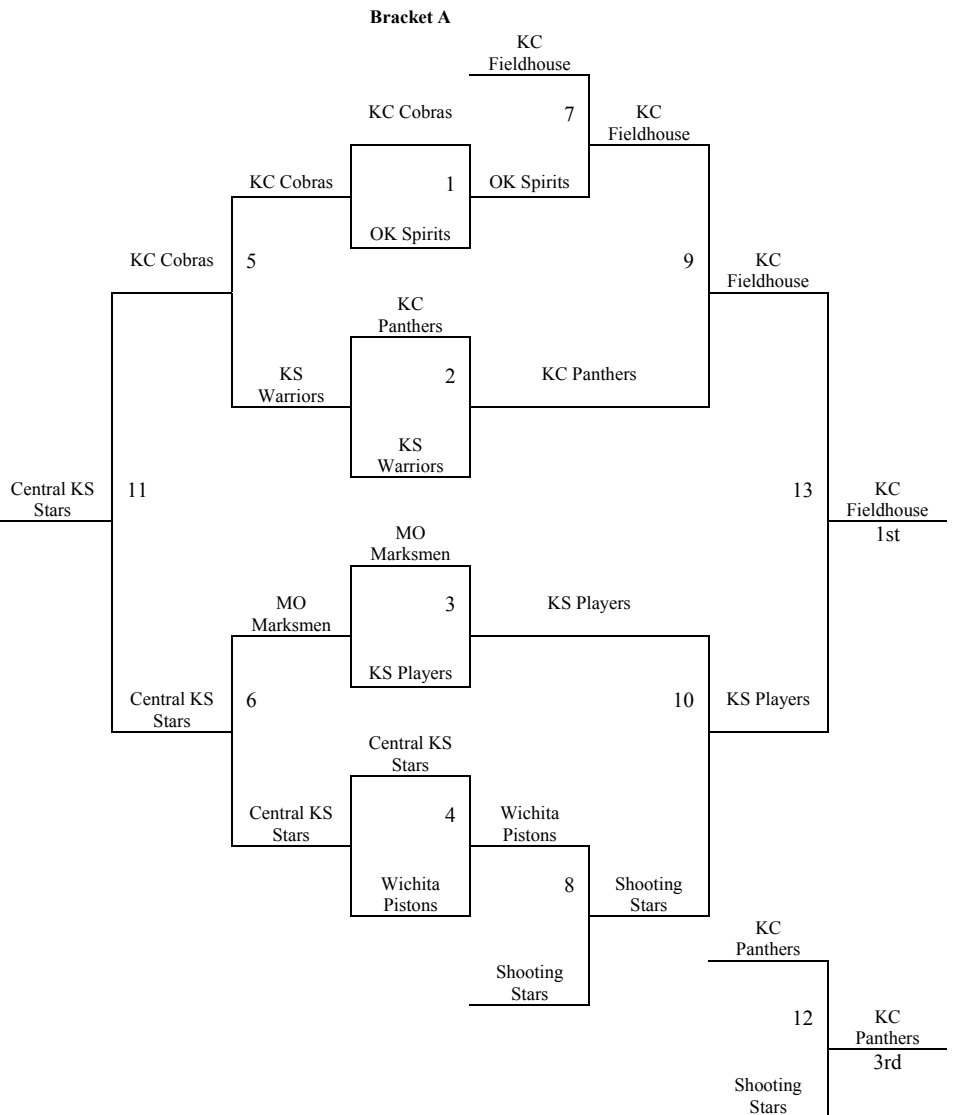 Bracket A
KC
Fieldhouse
KC Cobras
7
KC
Fieldhouse
KC Cobras
1
OK Spirits
OK Spirits
KC Cobras
5
9
KC
Fieldhouse
KC
Panthers
KS
Warriors
2
KC Panthers
KS
Warriors
Central KS
Stars
11
13
KC
Fieldhouse
1st
MO
Marksmen
MO
Marksmen
3
KS Players
KS Players
Central KS
Stars
6
10
KS Players
Central KS
Stars
Central KS
Stars
4
Wichita
Pistons
Wichita
Pistons
8
Shooting
Stars
KC
Panthers
Shooting
Stars
12
KC
Panthers
3rd
Shooting
Stars